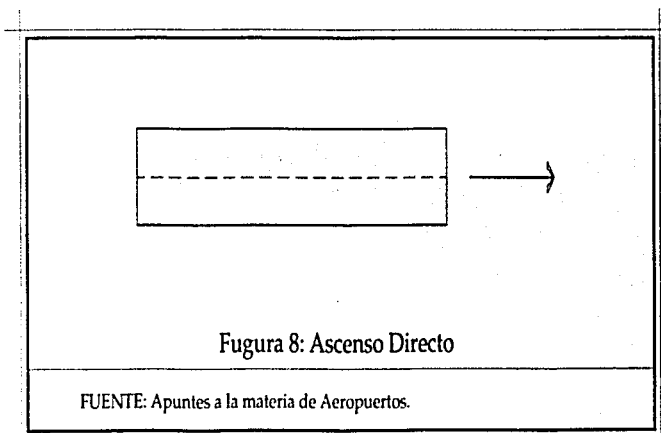 Fugura 8: Ascenso Directo
FUENTE: Apuntes a la materia de Aeropuertos.